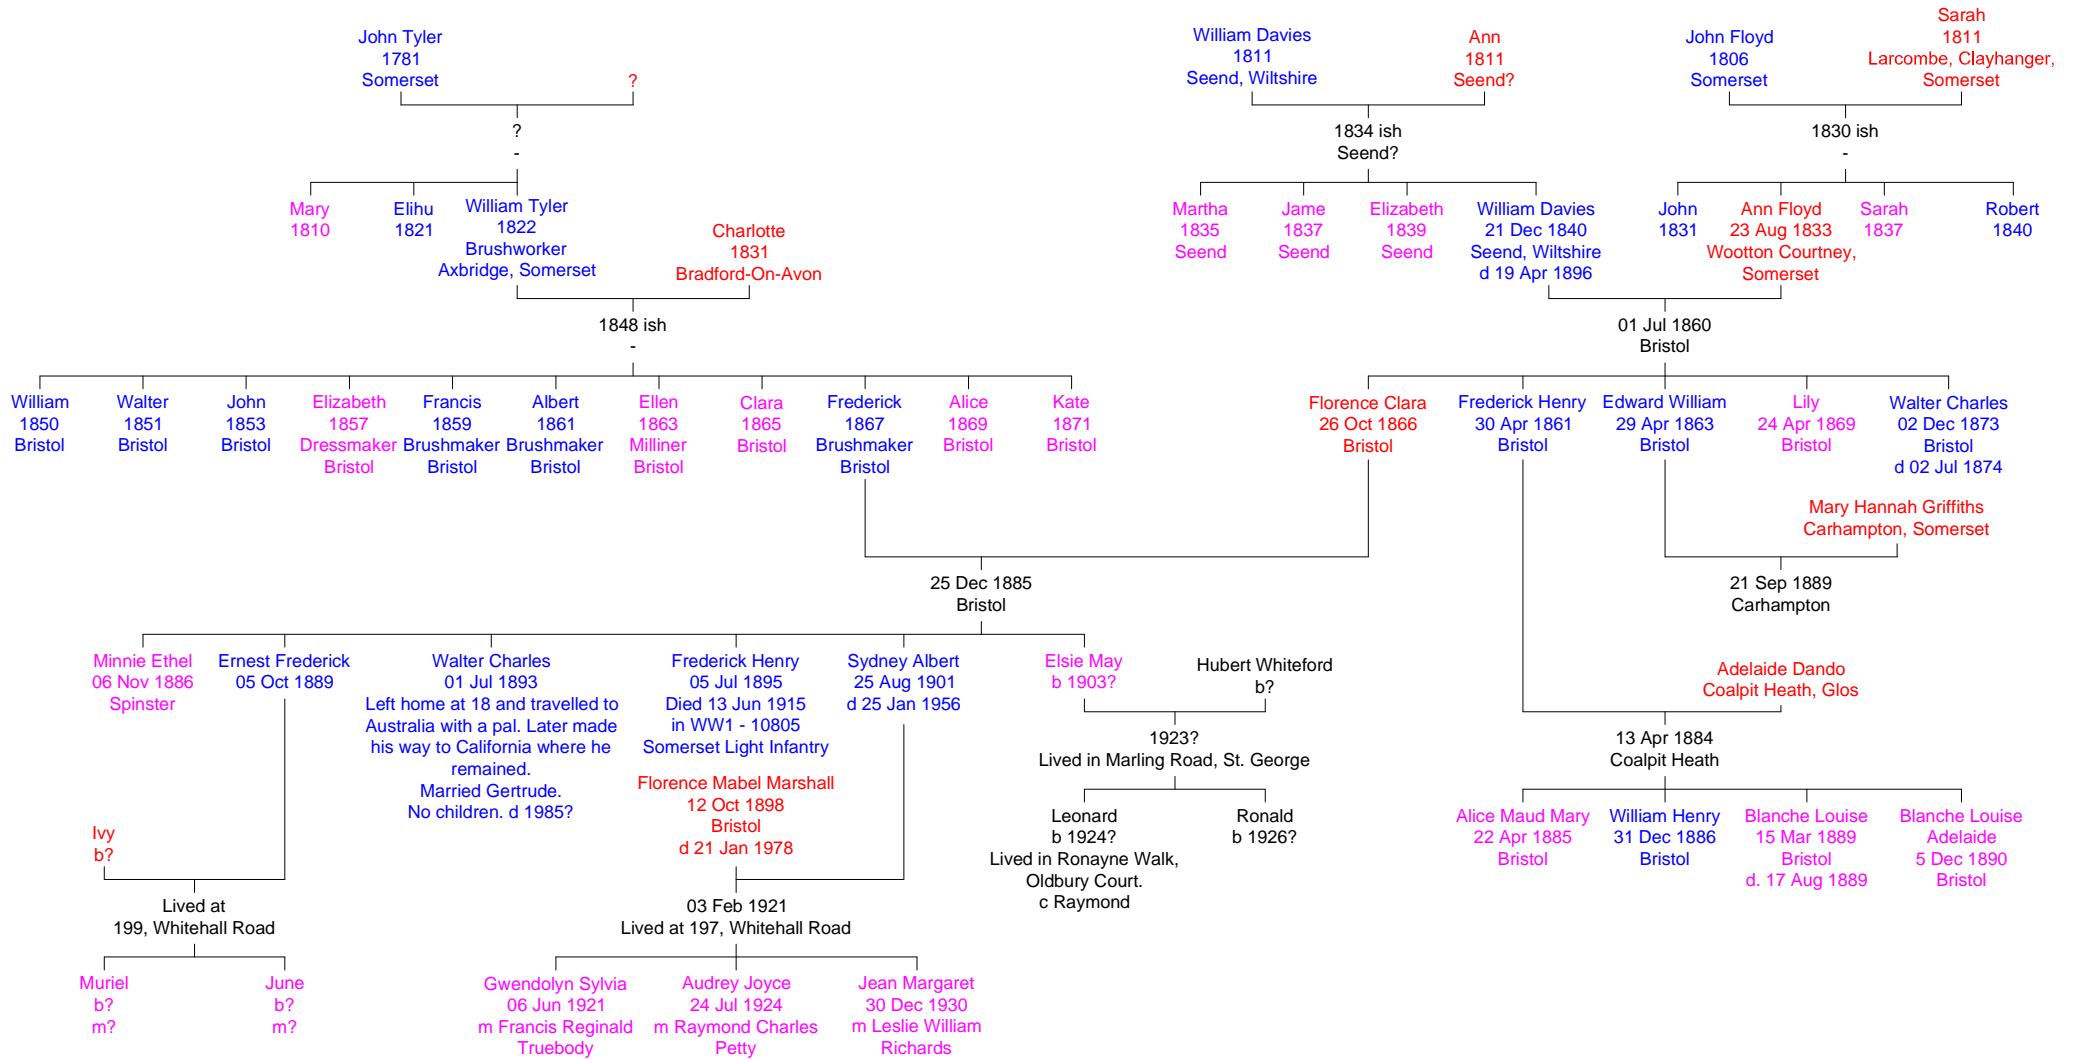 John Tyler
1781
Somerset
?
William Davies
1811
Seend, Wiltshire
Ann
1811
Seend?
John Floyd
1806
Somerset
Sarah
1811
Larcombe, Clayhanger,
Somerset
?
-
1834 ish
Seend?
1830 ish
-
Mary
1810
Elihu
1821
William Tyler
1822
Brushworker
Axbridge, Somerset
Charlotte
1831
Bradford-On-Avon
Martha
1835
Seend
Jame
1837
Seend
Elizabeth
1839
Seend
William Davies
21 Dec 1840
Seend, Wiltshire
d 19 Apr 1896
John
1831
Ann Floyd
23 Aug 1833
Wootton Courtney,
Somerset
Sarah
1837
Robert
1840
1848 ish
-
01 Jul 1860
Bristol
William
1850
Bristol
Walter
1851
Bristol
John
1853
Bristol
Elizabeth
1857
Dressmaker
Bristol
Francis
1859
Brushmaker
Bristol
Albert
1861
Brushmaker
Bristol
Ellen
1863
Milliner
Bristol
Clara
1865
Bristol
Frederick
1867
Brushmaker
Bristol
Alice
1869
Bristol
Kate
1871
Bristol
Florence Clara
26 Oct 1866
Bristol
Frederick Henry
30 Apr 1861
Bristol
Edward William
29 Apr 1863
Bristol
Lily
24 Apr 1869
Bristol
Walter Charles
02 Dec 1873
Bristol
d 02 Jul 1874
Mary Hannah Griffiths
Carhampton, Somerset
25 Dec 1885
Bristol
21 Sep 1889
Carhampton
Minnie Ethel
06 Nov 1886
Spinster
Ernest Frederick
05 Oct 1889
Walter Charles
01 Jul 1893
Left home at 18 and travelled to
Australia with a pal. Later made
his way to California where he
remained.
Married Gertrude.
No children. d 1985?
Frederick Henry
05 Jul 1895
Died 13 Jun 1915
in WW1 - 10805
Somerset Light Infantry
Sydney Albert
25 Aug 1901
d 25 Jan 1956
Elsie May
b 1903?
Hubert Whiteford
b?
Adelaide Dando
Coalpit Heath, Glos
1923?
Lived in Marling Road, St. George
13 Apr 1884
Coalpit Heath
Florence Mabel Marshall
12 Oct 1898
Bristol
d 21 Jan 1978
Ivy
b?
Leonard
b 1924?
Lived in Ronayne Walk,
Oldbury Court.
c Raymond
Ronald
b 1926?
Alice Maud Mary
22 Apr 1885
Bristol
William Henry
31 Dec 1886
Bristol
Blanche Louise
15 Mar 1889
Bristol
d. 17 Aug 1889
Blanche Louise
Adelaide
5 Dec 1890
Bristol
Lived at
199, Whitehall Road
03 Feb 1921
Lived at 197, Whitehall Road
Muriel
b?
m?
June
b?
m?
Gwendolyn Sylvia
06 Jun 1921
m Francis Reginald
Truebody
Audrey Joyce
24 Jul 1924
m Raymond Charles
Petty
Jean Margaret
30 Dec 1930
m Leslie William
Richards